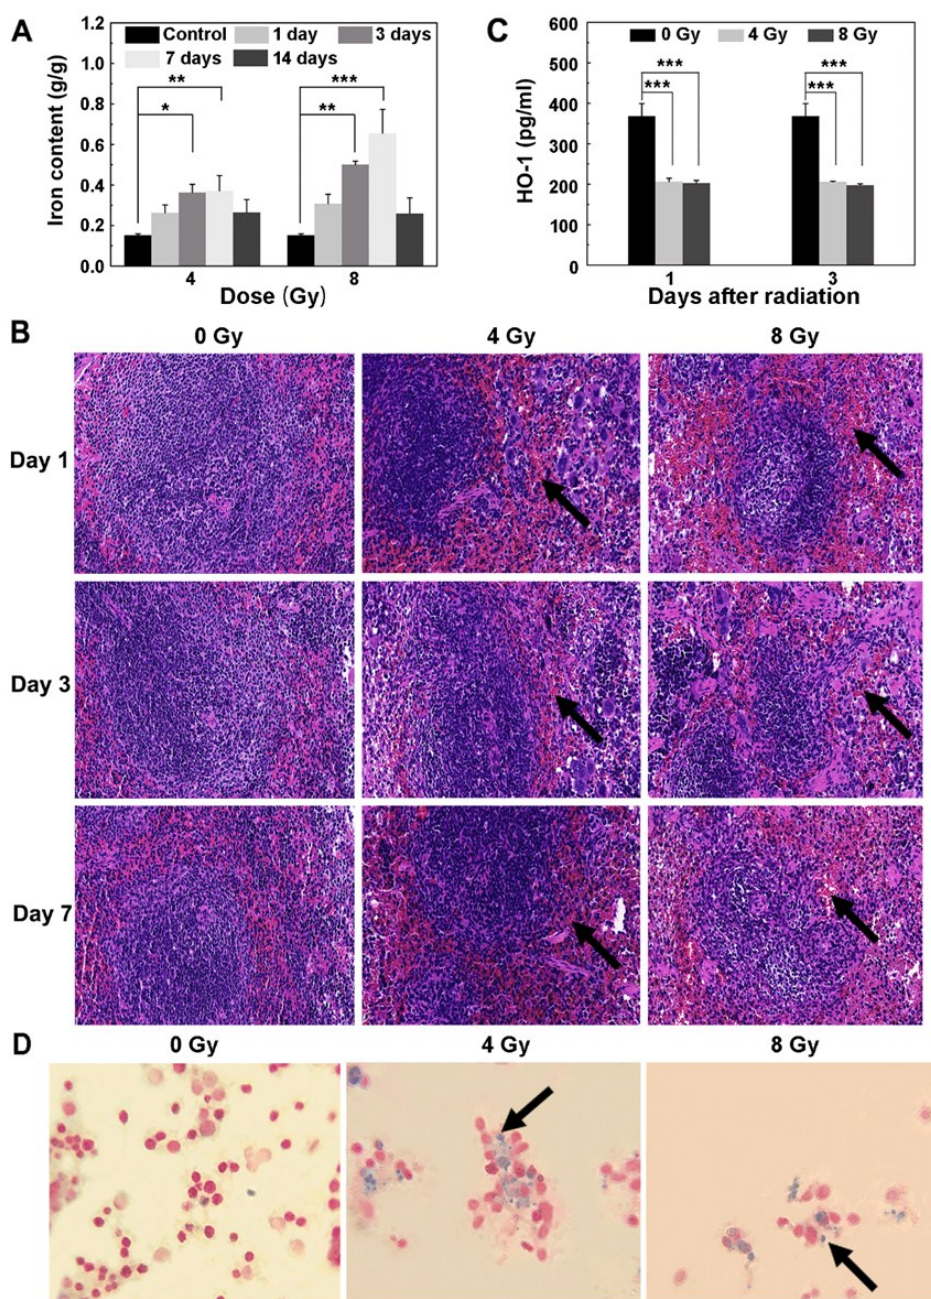 A
Iron content (g/g)
1.2
0.9
0.6
0.4
0.2
0.0
Control
1 day
3 days
7 days
14 days
**
*
***
**
4
8
Dose (Gy)
C
HO-1 (pg/ml)
600
500
400
300
200
100
0
0 Gy
4 Gy
8 Gy
***
***
***
***
1
3
Days after radiation
B
0 Gy
4 Gy
8 Gy
Day 1
Day 3
Day 7
D
0 Gy
4 Gy
8 Gy